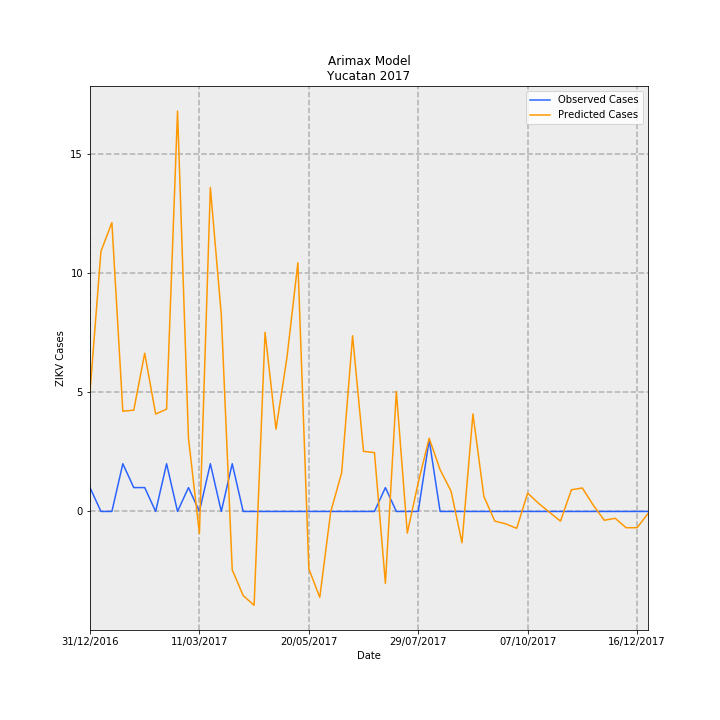 Arimax Model
Yucatan 2017
Observed Cases
Predicted Cases
ZIKV Cases
15
10
5
0
31/12/2016
11/03/2017
20/05/2017
29/07/2017
07/10/2017
16/12/2017
Date